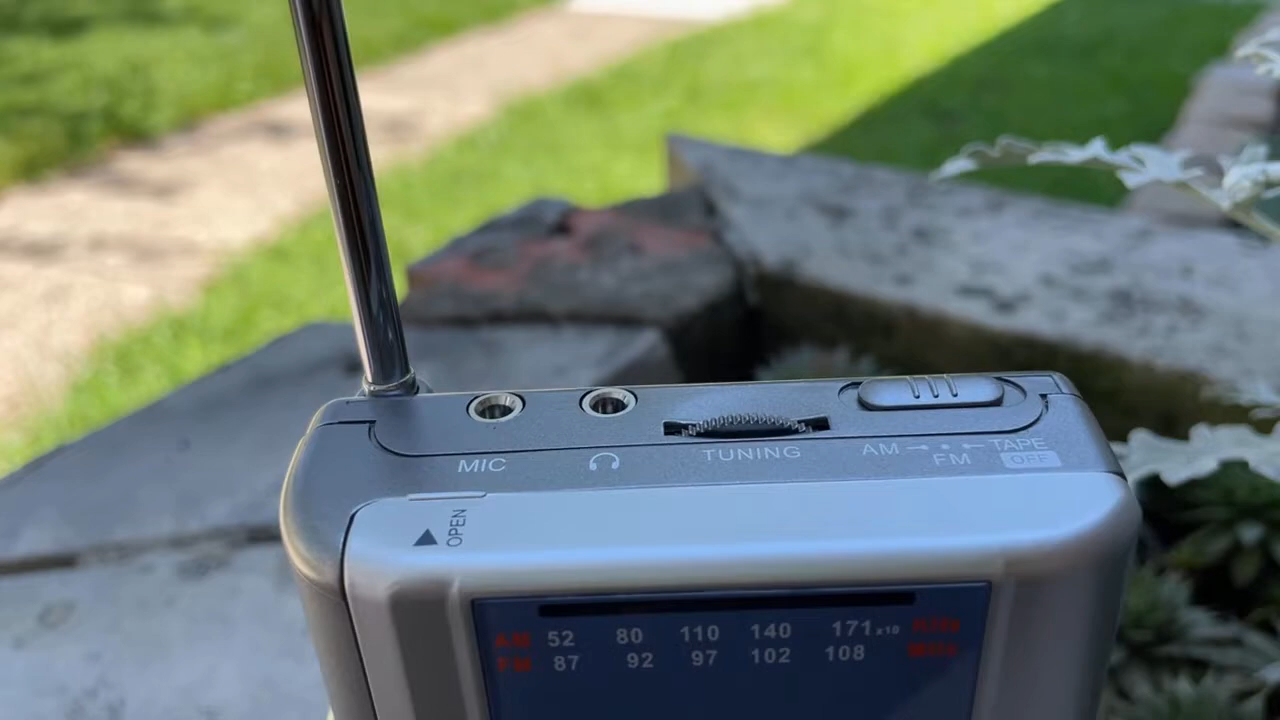 MIC TUNING AM FM TAPE
OFF
OPEN
AM 52 80 110 140 171 x10 KHz
FM 87 92 97 102 108 MHz